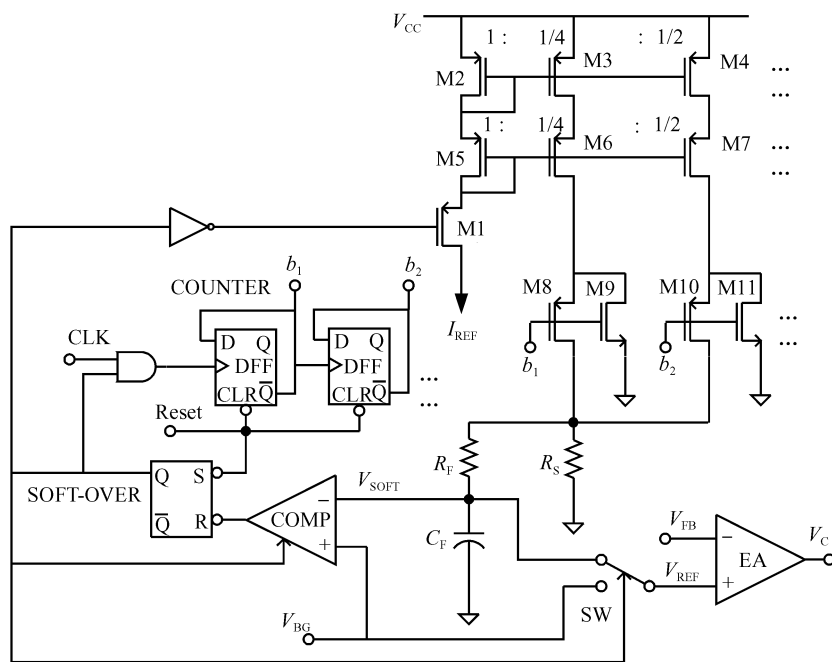 V_CC
1 : 1/4 : 1/2
M2 M3 M4 ...
...
1 : 1/4 : 1/2
M5 M6 M7 ...
...
M1
b_1 b_2
COUNTER
I_REF
M8 M9 M10 M11
...
...
b_1 b_2
CLK
D Q D Q
DFF DFF
CLR Q̅ CLR Q̅
...
...
Reset
Q S
SOFT-OVER
Q̅ R
COMP
−
+
V_SOFT
R_F R_S
C_F
V_FB V_C
−
EA
+
V_REF
SW
V_BG